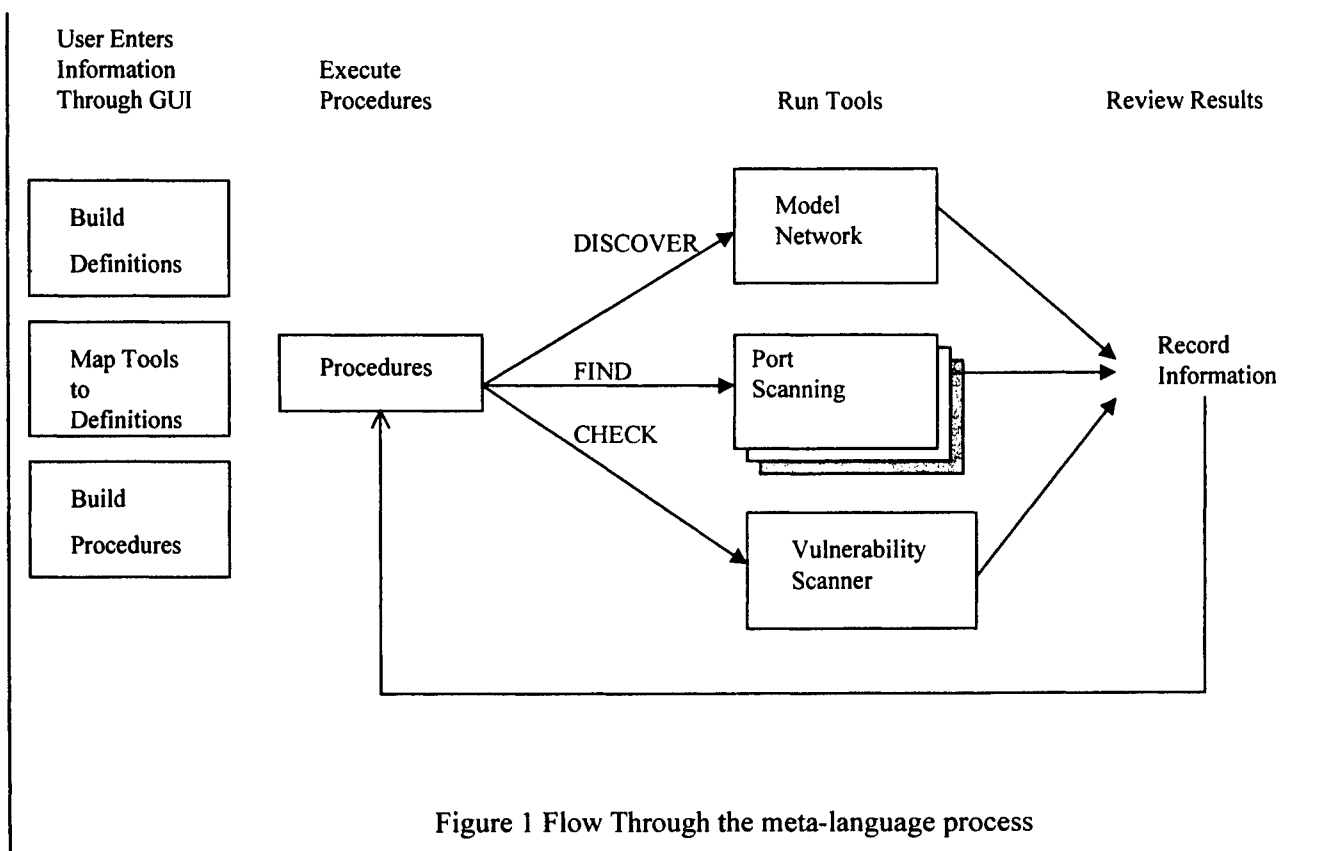 User Enters
Information
Through GUI
Execute
Procedures
Run Tools
Review Results
Build
Definitions
Map Tools
to
Definitions
Build
Procedures
Procedures
DISCOVER
FIND
CHECK
Model
Network
Port
Scanning
Vulnerability
Scanner
Record
Information
Figure 1 Flow Through the meta-language process